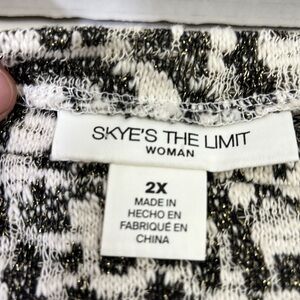 SKYE'S THE LIMIT
WOMAN
2X
MADE IN
HECHO EN
FABRIQUÉ EN
CHINA